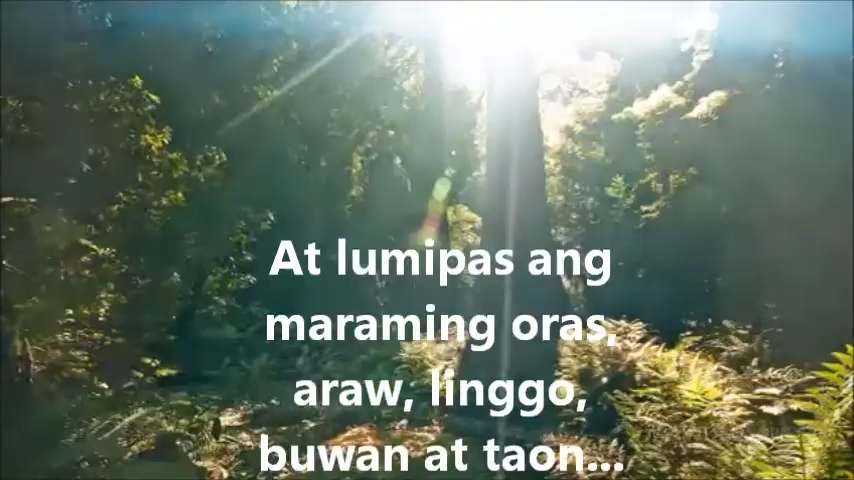 At lumipas ang
maraming oras,
araw, linggo,
buwan at taon...